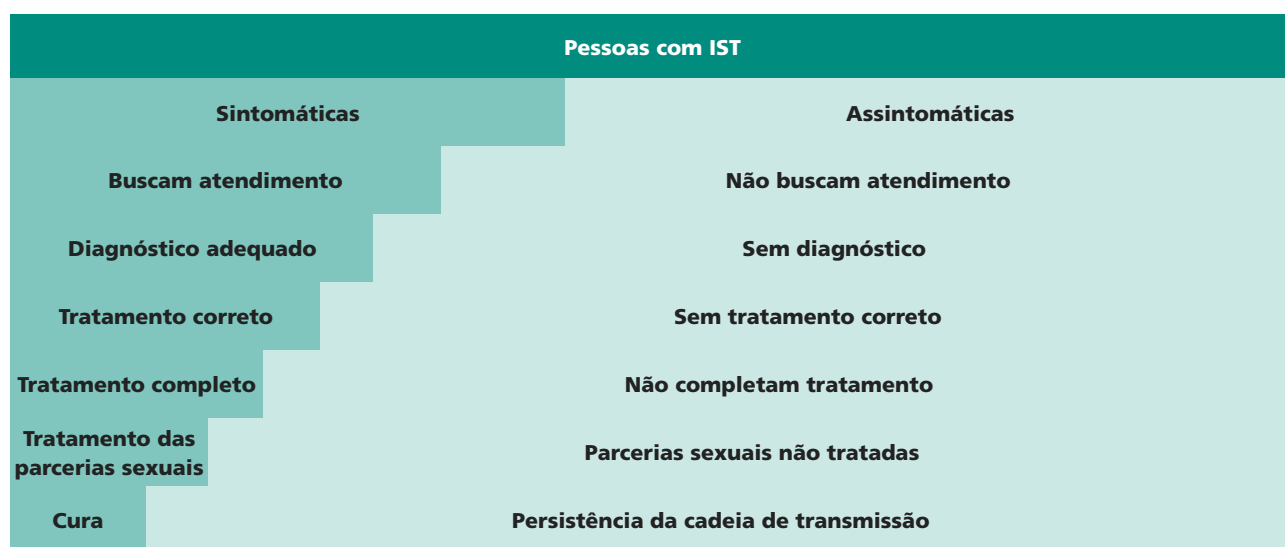 Pessoas com IST
Sintomáticas
Assintomáticas
Buscam atendimento
Não buscam atendimento
Diagnóstico adequado
Sem diagnóstico
Tratamento correto
Sem tratamento correto
Tratamento completo
Não completam tratamento
Tratamento das
parcerias sexuais
Parcerias sexuais não tratadas
Cura
Persistência da cadeia de transmissão